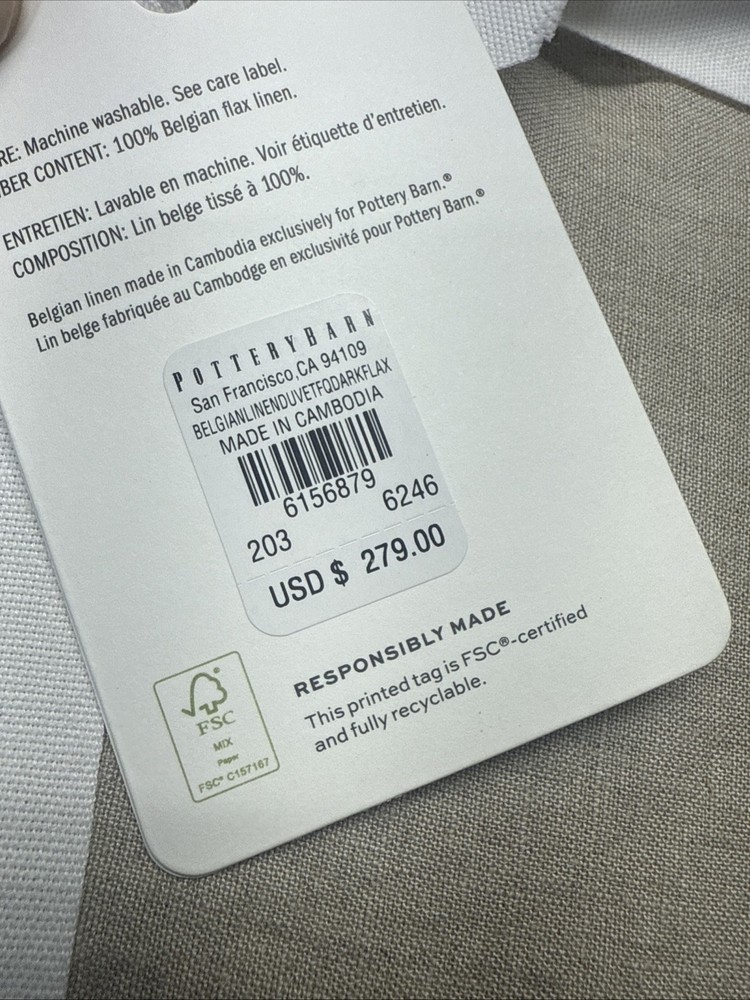 RE: Machine washable. See care label.
BER CONTENT: 100% Belgian flax linen.
ENTRETIEN: Lavable en machine. Voir étiquette d'entretien.
COMPOSITION: Lin belge tissé à 100%.
Belgian linen made in Cambodia exclusively for Pottery Barn.®
Lin belge fabriquée au Cambodge en exclusivité pour Pottery Barn.®
POTTERYBARN
San Francisco,CA 94109
BELGIANLINENDUVETFQDARKFLAX
MADE IN CAMBODIA
6156879
203 6246
USD $ 279.00
RESPONSIBLY MADE
This printed tag is FSC®-certified
and fully recyclable.
FSC
MIX
Paper
FSC® C157167